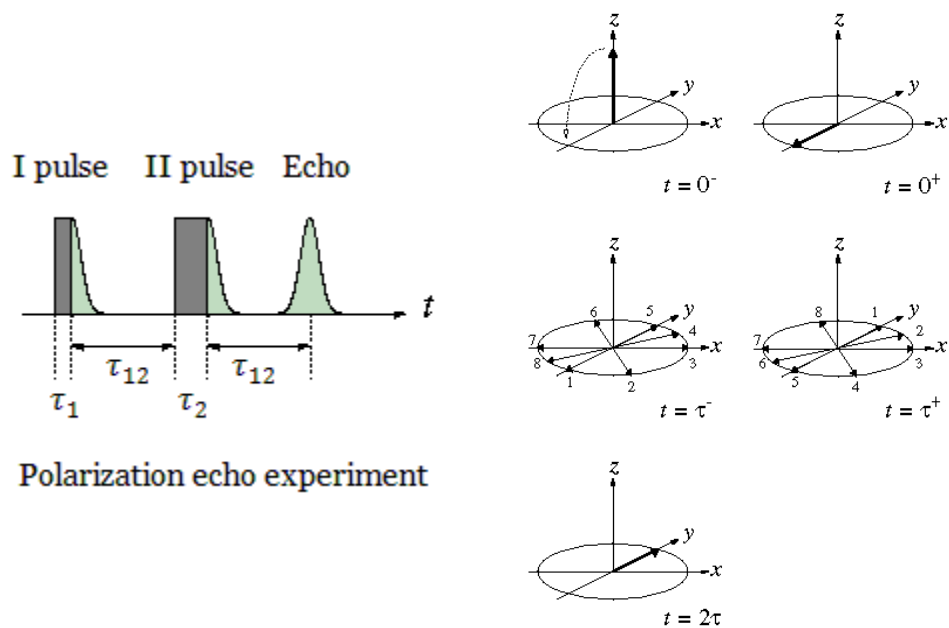 I pulse II pulse Echo
t
τ12 τ12
τ1 τ2
Polarization echo experiment
z z
y y
x x
t = 0⁻ t = 0⁺
z z
y y
6 5 4 8 1 2
7 x 7 x
8 3 6 3
1 2 5 4
t = τ⁻ t = τ⁺
z
y
x
t = 2τ